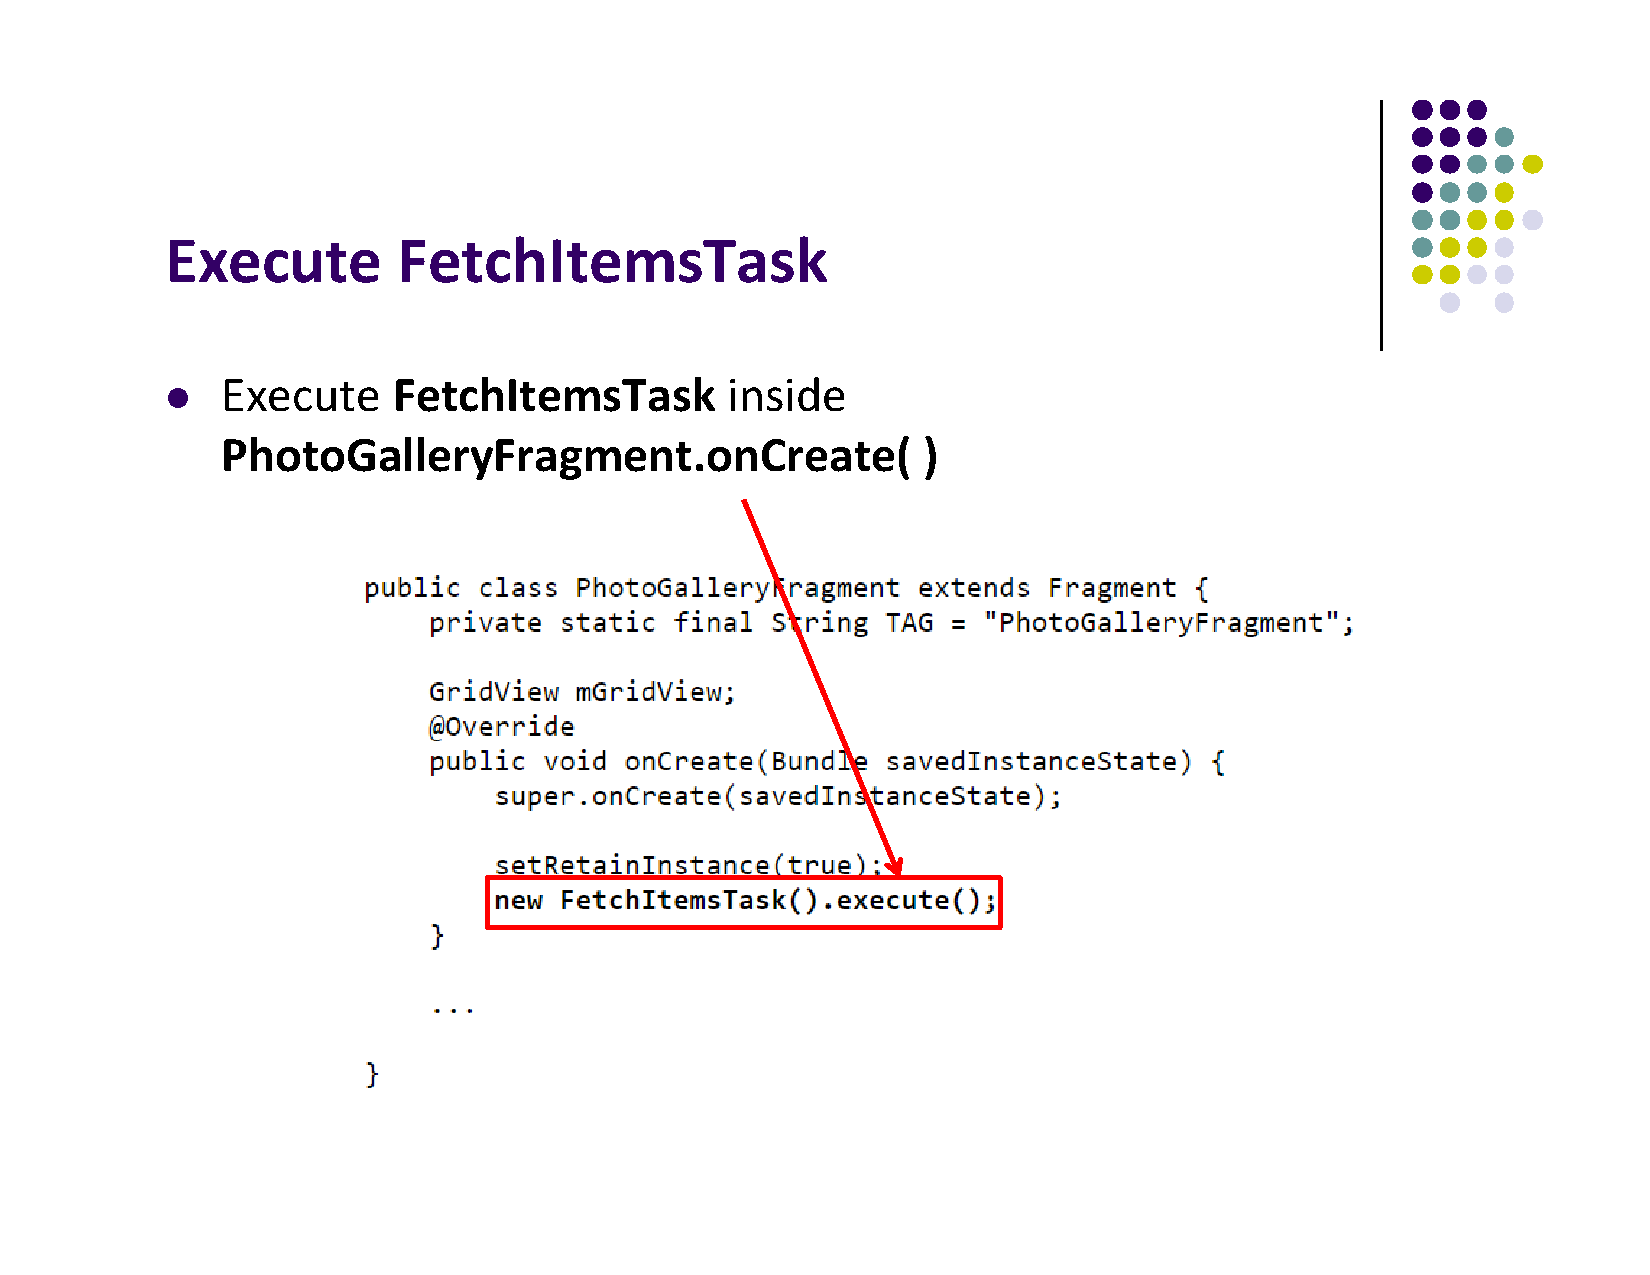 Execute FetchItemsTask
Execute FetchItemsTask inside
PhotoGalleryFragment.onCreate( )
public class PhotoGalleryFragment extends Fragment {
private static final String TAG = "PhotoGalleryFragment";
GridView mGridView;
@Override
public void onCreate(Bundle savedInstanceState) {
super.onCreate(savedInstanceState);
setRetainInstance(true);
new FetchItemsTask().execute();
}
...
}